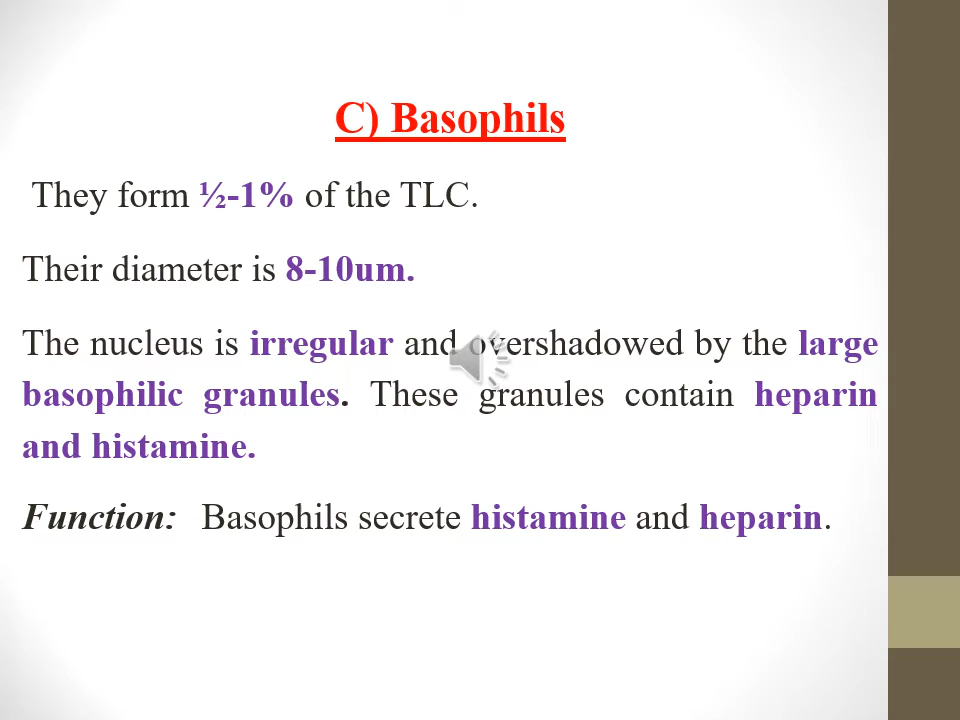 C) Basophils
They form ½-1% of the TLC.
Their diameter is 8-10um.
The nucleus is irregular and overshadowed by the large
basophilic granules. These granules contain heparin
and histamine.
Function: Basophils secrete histamine and heparin.